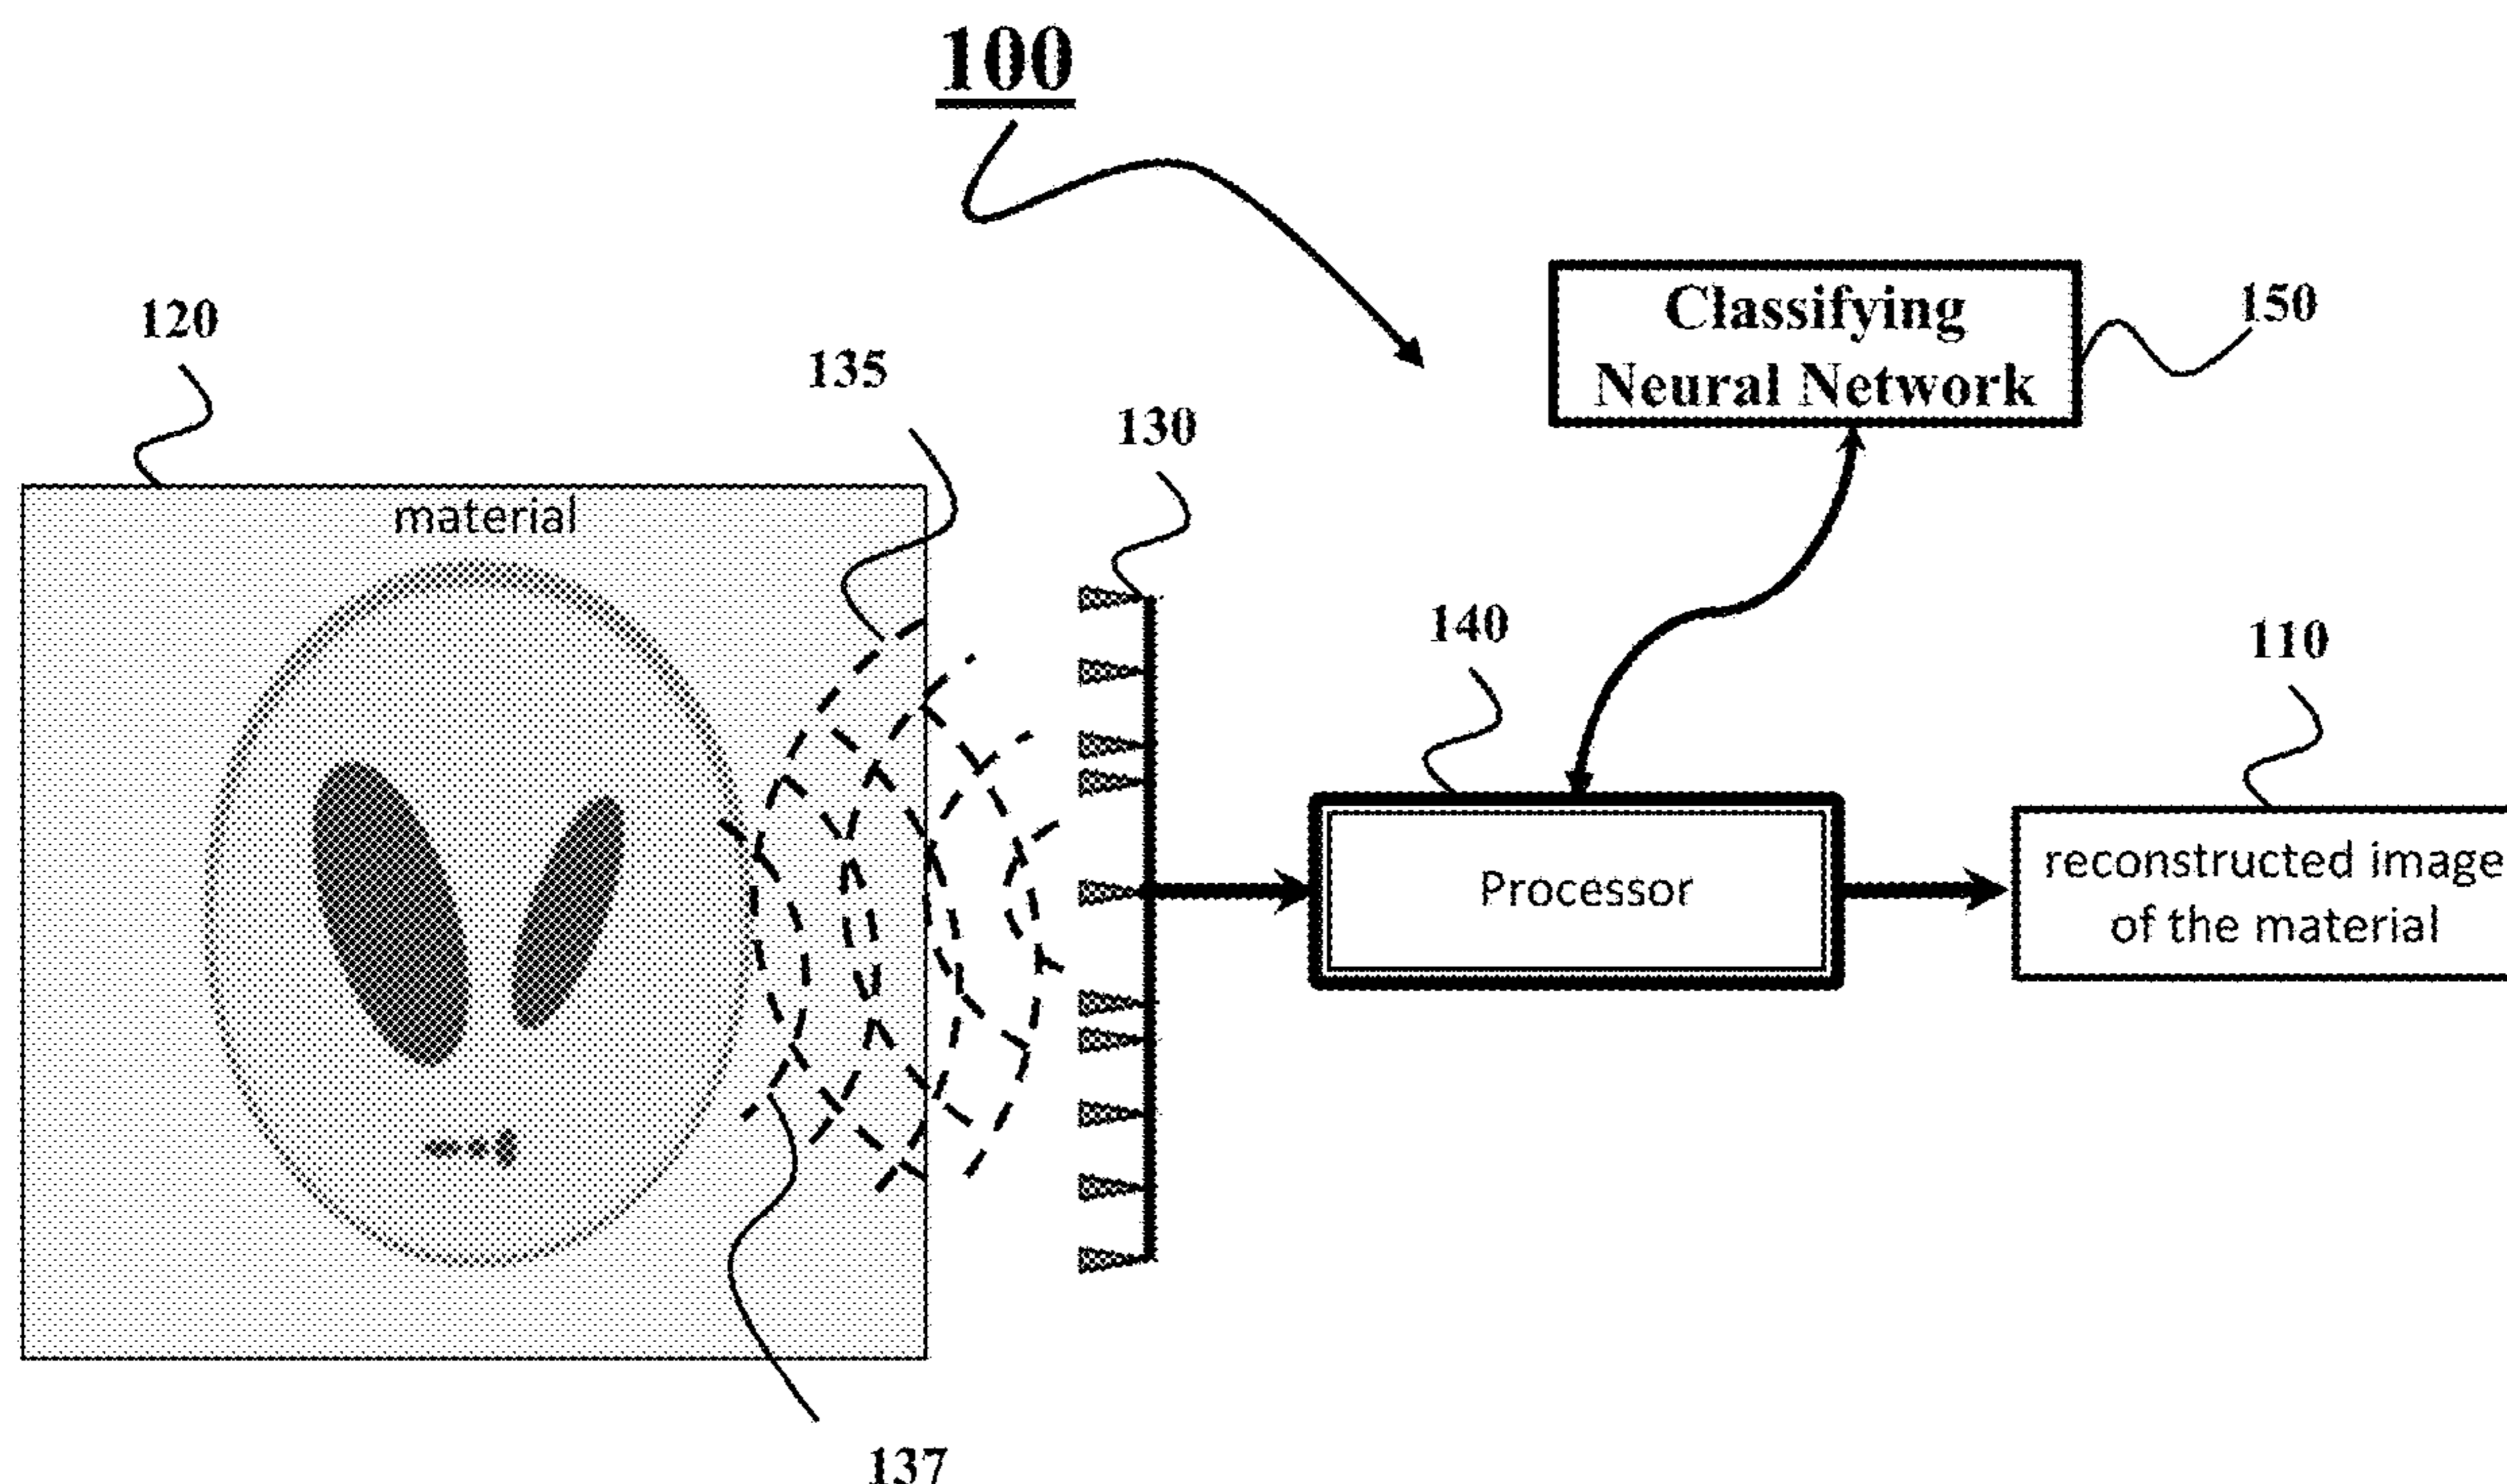 100
120
135
130
Classifying
Neural Network
150
material
140
110
Processor
reconstructed image
of the material
137